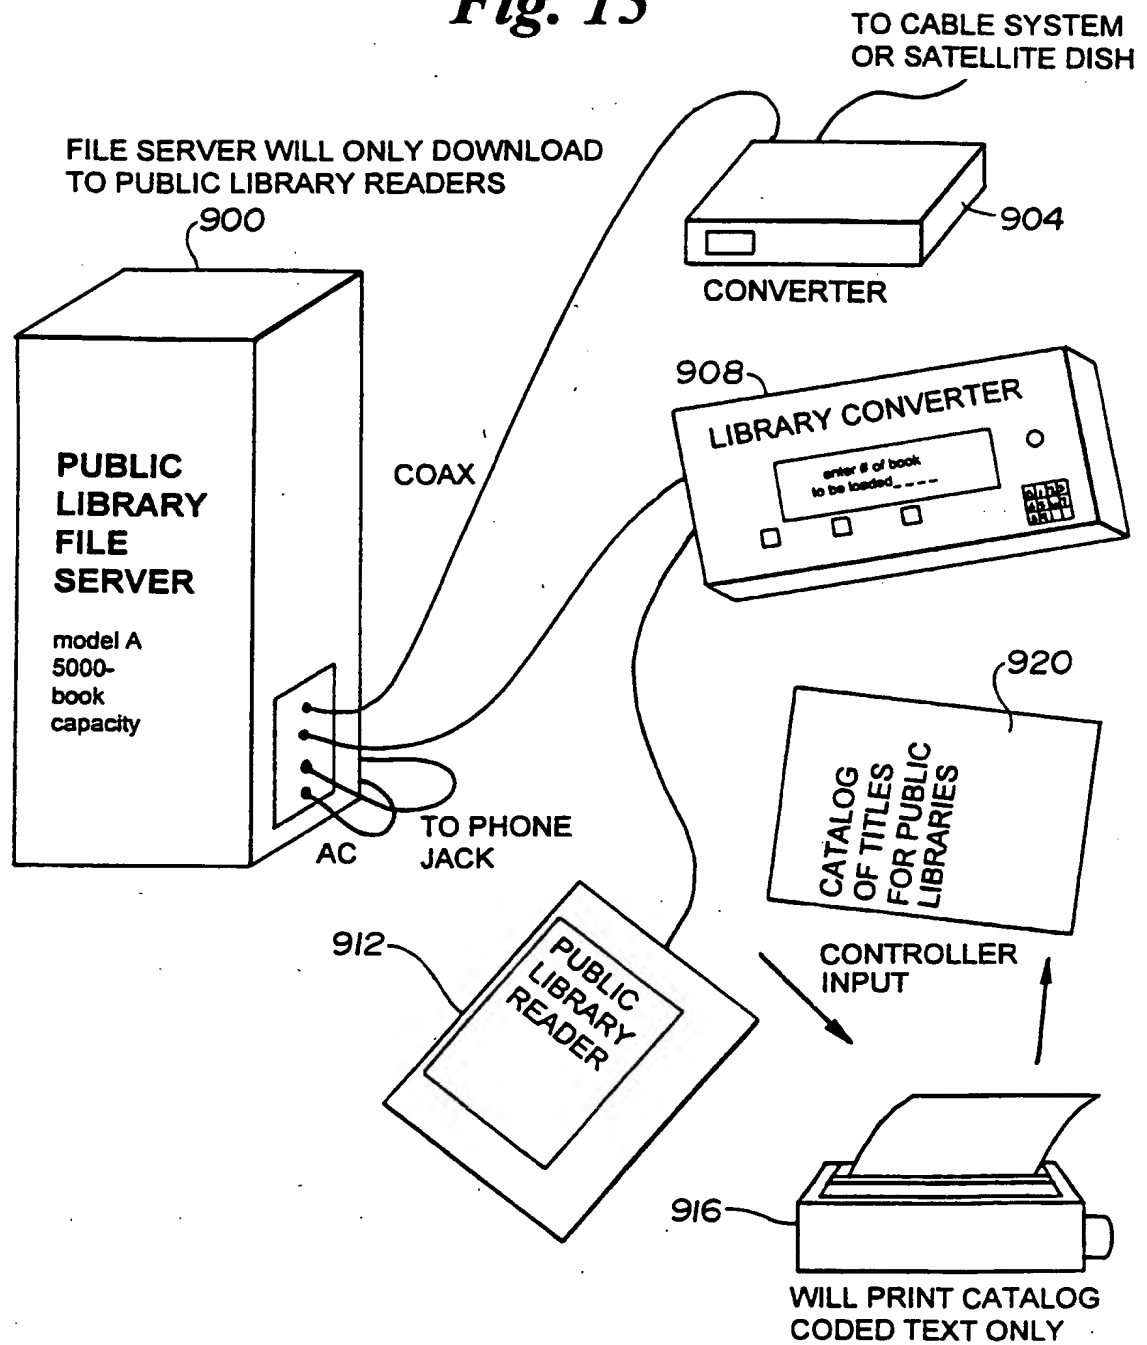 Fig. 15
TO CABLE SYSTEM
OR SATELLITE DISH
FILE SERVER WILL ONLY DOWNLOAD
TO PUBLIC LIBRARY READERS
900
904
CONVERTER
908
LIBRARY CONVERTER
enter # of book
to be loaded_ _ _ _
COAX
PUBLIC
LIBRARY
FILE
SERVER
model A
5000-
book
capacity
AC
TO PHONE
JACK
920
CATALOG
OF TITLES
FOR PUBLIC
LIBRARIES
CONTROLLER
INPUT
912
PUBLIC
LIBRARY
READER
916
WILL PRINT CATALOG
CODED TEXT ONLY